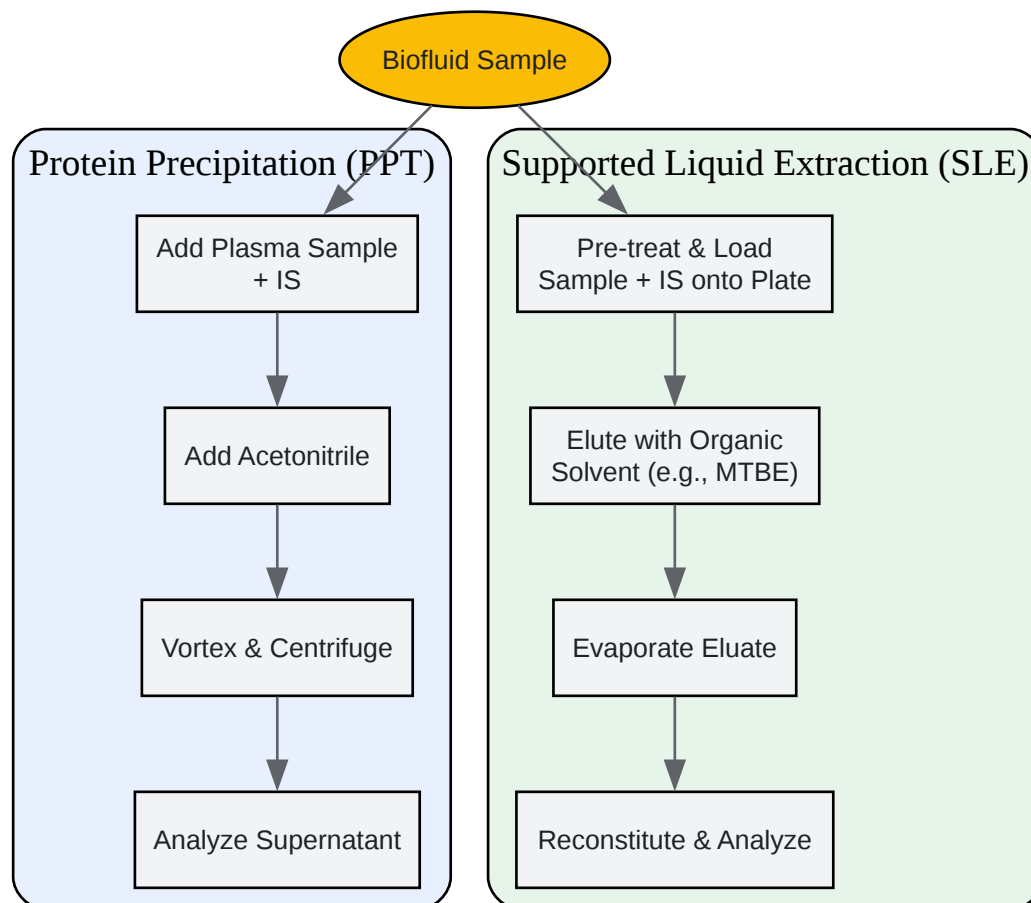 Biofluid Sample
Protein Precipitation (PPT)
Add Plasma Sample
+ IS
Add Acetonitrile
Vortex & Centrifuge
Analyze Supernatant
Supported Liquid Extraction (SLE)
Pre-treat & Load
Sample + IS onto Plate
Elute with Organic
Solvent (e.g., MTBE)
Evaporate Eluate
Reconstitute & Analyze